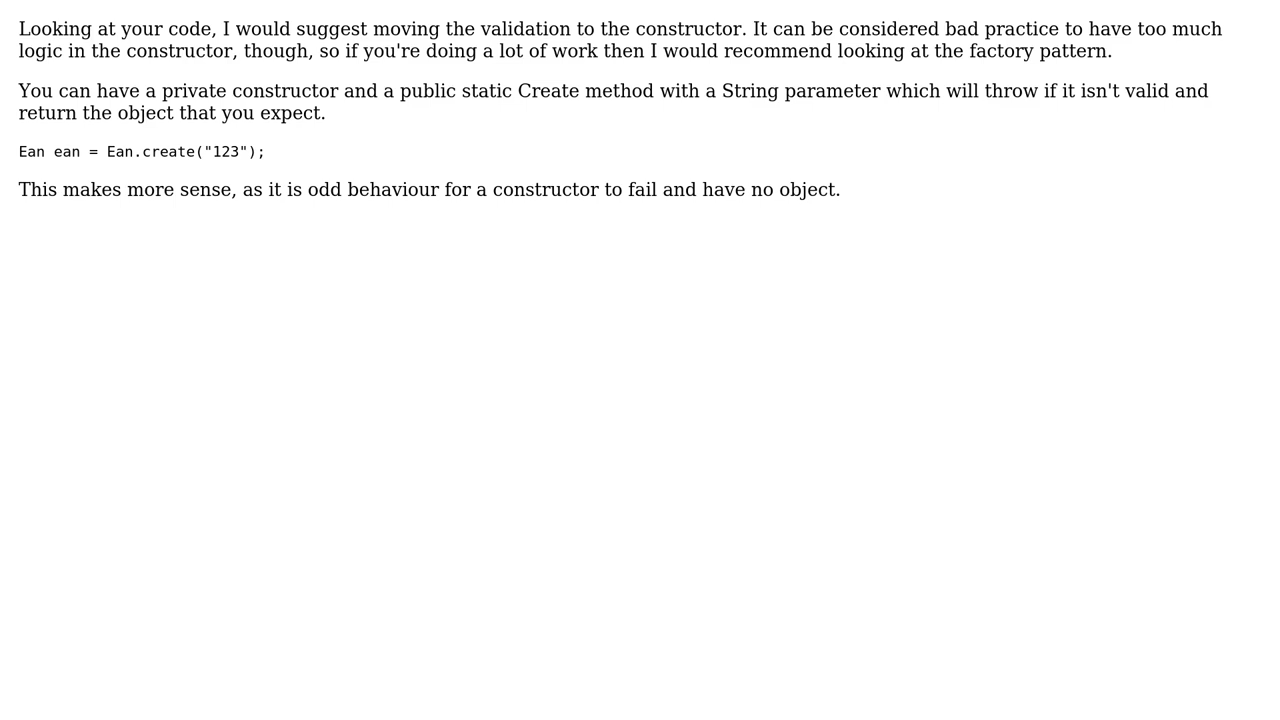 Looking at your code, I would suggest moving the validation to the constructor. It can be considered bad practice to have too much
logic in the constructor, though, so if you're doing a lot of work then I would recommend looking at the factory pattern.
You can have a private constructor and a public static Create method with a String parameter which will throw if it isn't valid and
return the object that you expect.
Ean ean = Ean.create("123");
This makes more sense, as it is odd behaviour for a constructor to fail and have no object.